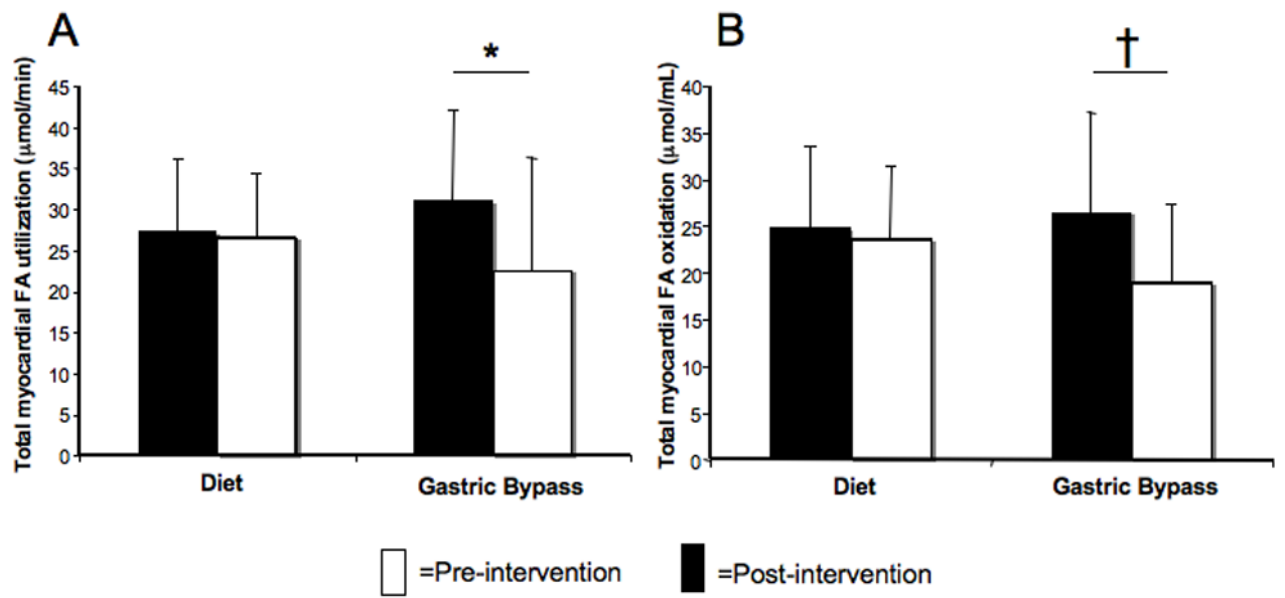 A
*
Total myocardial FA utilization (μmol/min)
45
40
35
30
25
20
15
10
5
0
Diet
Gastric Bypass
B
†
Total myocardial FA oxidation (μmol/mL)
40
35
30
25
20
15
10
5
0
Diet
Gastric Bypass
=Pre-intervention
=Post-intervention